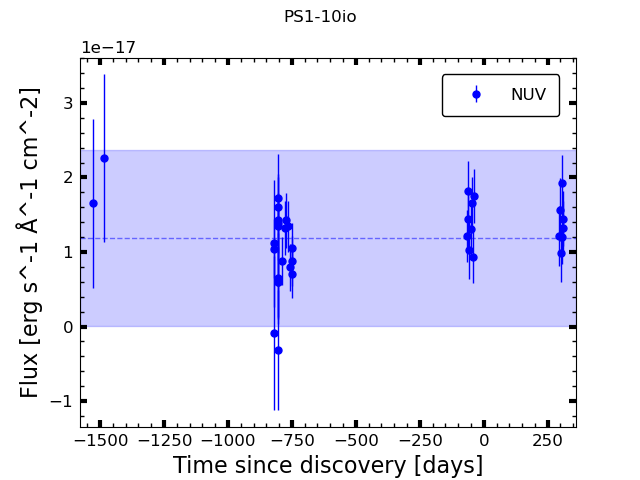 PS1-10io
1e−17
NUV
3
2
1
0
−1
Flux [erg s^-1 Å^-1 cm^-2]
−1500 −1250 −1000 −750 −500 −250 0 250
Time since discovery [days]